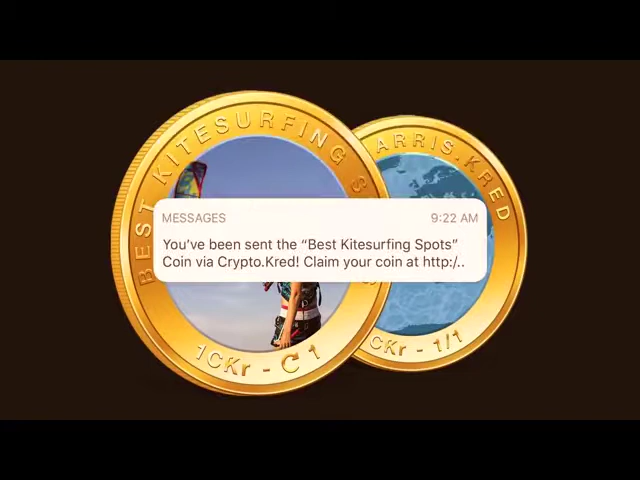 BEST KITESURFING S
ARRIS.KRED
MESSAGES 9:22 AM
You've been sent the “Best Kitesurfing Spots”
Coin via Crypto.Kred! Claim your coin at http:/..
1CKr - C 1
CKr - 1/1